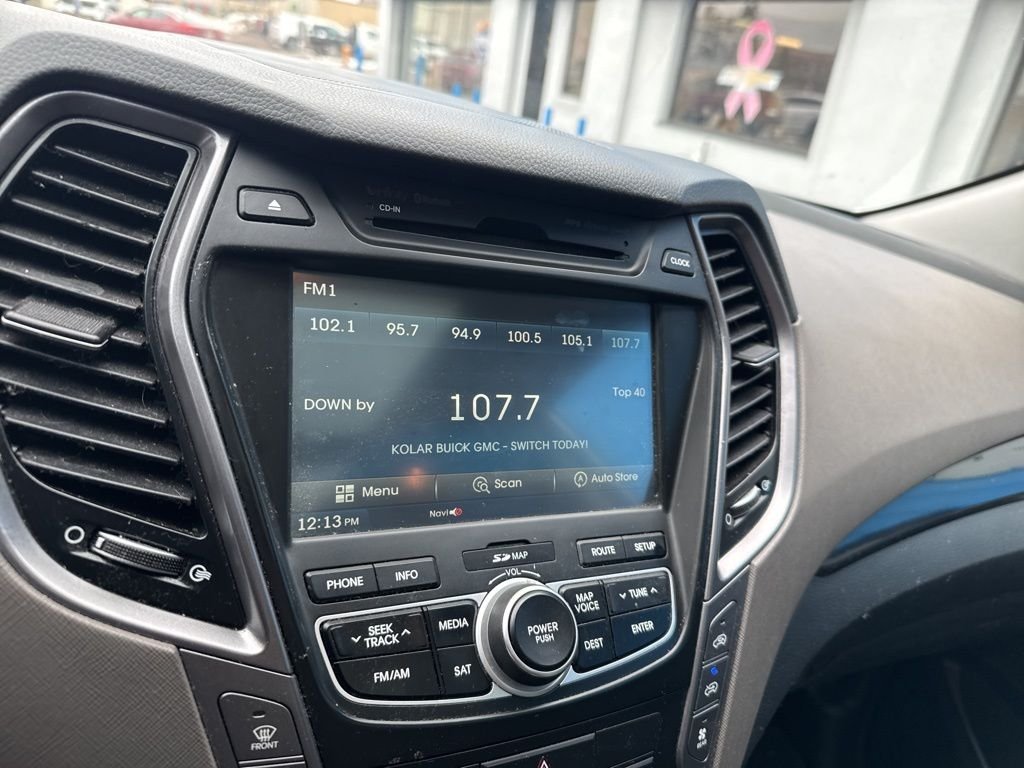 CD-IN
CLOCK
FM1
102.1 95.7 94.9 100.5 105.1 107.7
Top 40
DOWN by 107.7
KOLAR BUICK GMC - SWITCH TODAY!
Menu Scan Auto Store
12:13 PM Navi
SD MAP
ROUTE SETUP
PHONE INFO
VOL
SEEK TRACK
MEDIA
POWER PUSH
MAP VOICE
TUNE
FM/AM
SAT
DEST
ENTER
FRONT
REAR